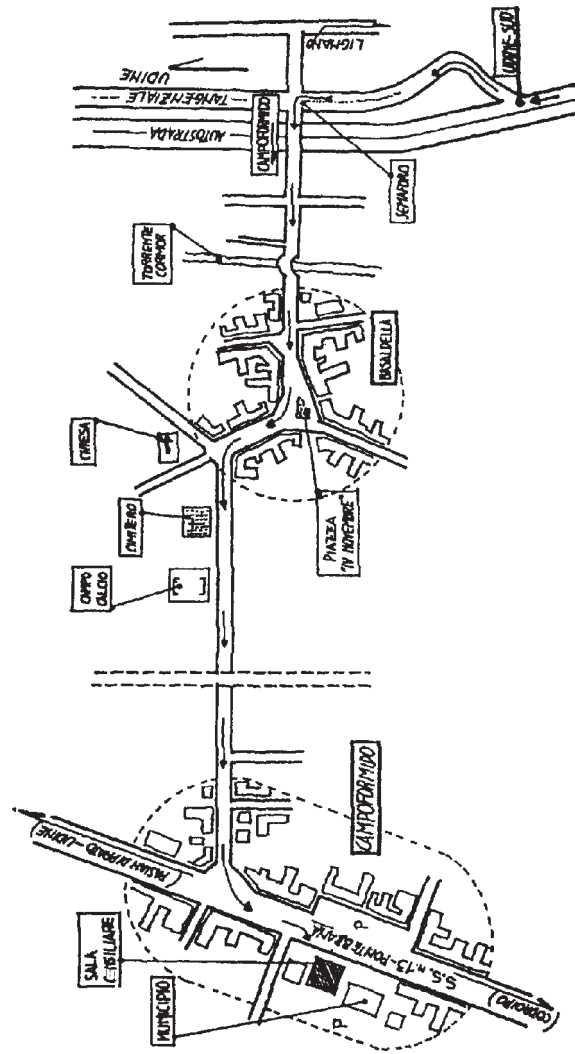 LIGNANO
UDINE
TANGENZIALE
AUTOSTRADA
UDINE-SUD
CAMPOFORMIDO
SEMAFORO
TORRENTE
CORMOR
BASALDELLA
CHIESA
CIMITERO
PIAZZA
"IV NOVEMBRE"
CAMPO
CALCIO
CAMPOFORMIDO
(PASIAN DI PRATO - UDINE)
SALA
CONSILIARE
MUNICIPIO
P
P
S.S. N. 13 - PONTEBBANA
(CODROIPO)